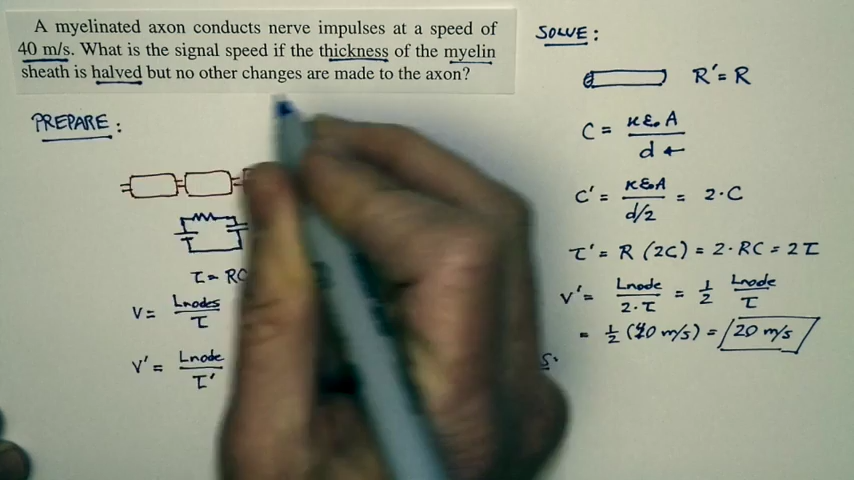 A myelinated axon conducts nerve impulses at a speed of
40 m/s. What is the signal speed if the thickness of the myelin
sheath is halved but no other changes are made to the axon?
PREPARE:
τ = RC
V = Lnodes / τ
V' = Lnode / τ'
SOLVE:
R' = R
C = κε₀A / d ←
C' = κε₀A / d/2 = 2·C
τ' = R (2C) = 2·RC = 2τ
V' = Lnode / 2·τ = 1/2 Lnode / τ
= 1/2 (40 m/s) = 20 m/s